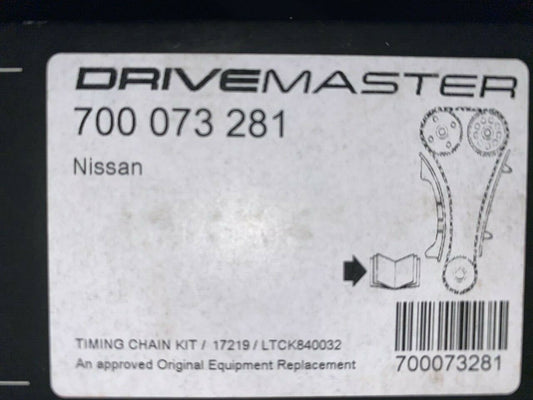 DRIVEMASTER
700 073 281
Nissan
TIMING CHAIN KIT / 17219 / LTCK840032
An approved Original Equipment Replacement
700073281